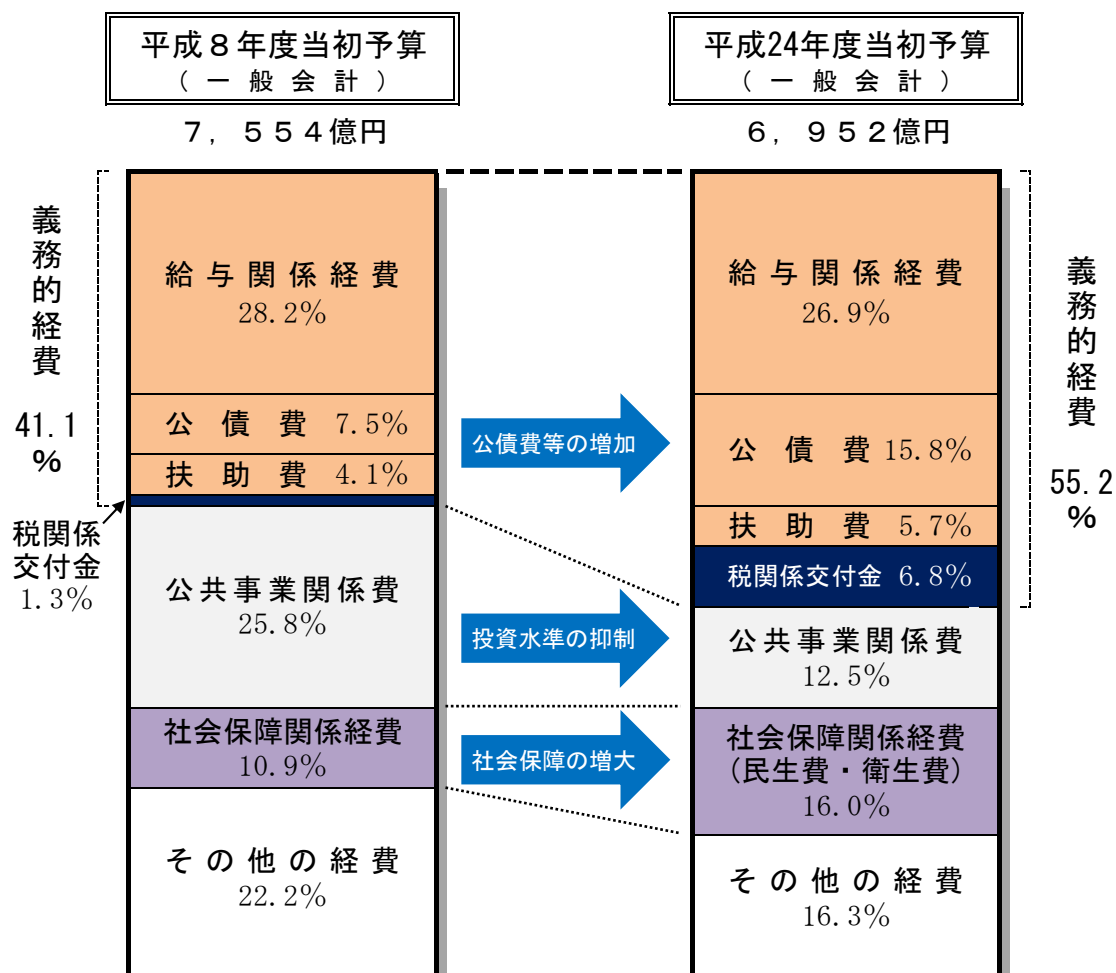 平成８年度当初予算
（一般会計）
７，５５４億円
平成24年度当初予算
（一般会計）
６，９５２億円
義務的経費
41.1
％
給与関係経費
28.2%
公債費 7.5%
扶助費 4.1%
税関係
交付金
1.3%
公共事業関係費
25.8%
社会保障関係経費
10.9%
その他の経費
22.2%
公債費等の増加
投資水準の抑制
社会保障の増大
給与関係経費
26.9%
公債費 15.8%
扶助費 5.7%
税関係交付金 6.8%
公共事業関係費
12.5%
社会保障関係経費
(民生費・衛生費)
16.0%
その他の経費
16.3%
義務的経費
55.2
％